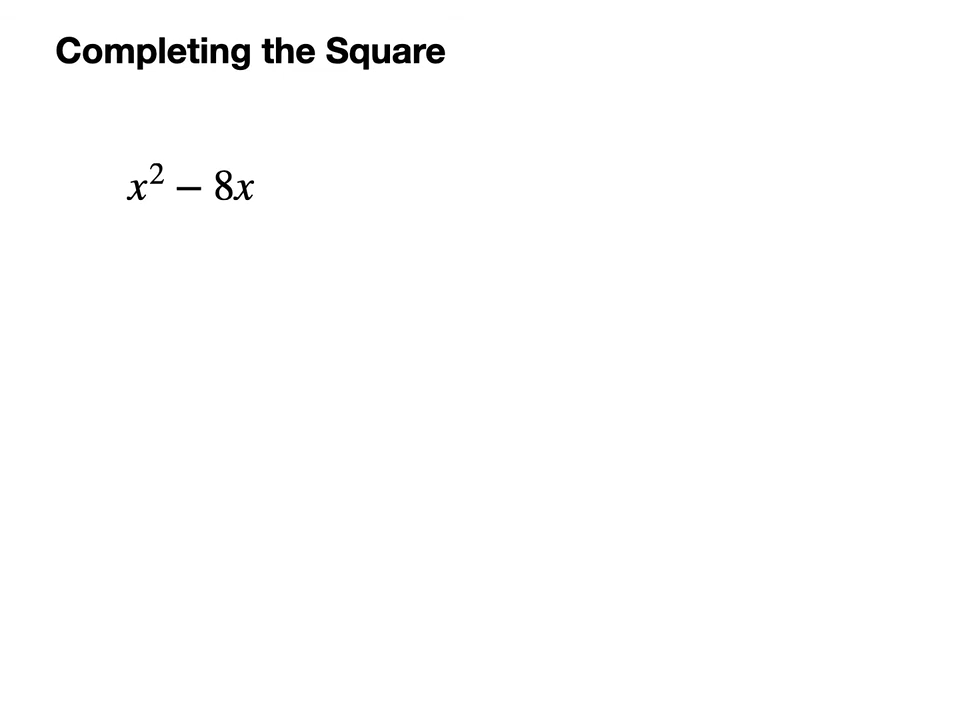 Completing the Square
x² − 8x